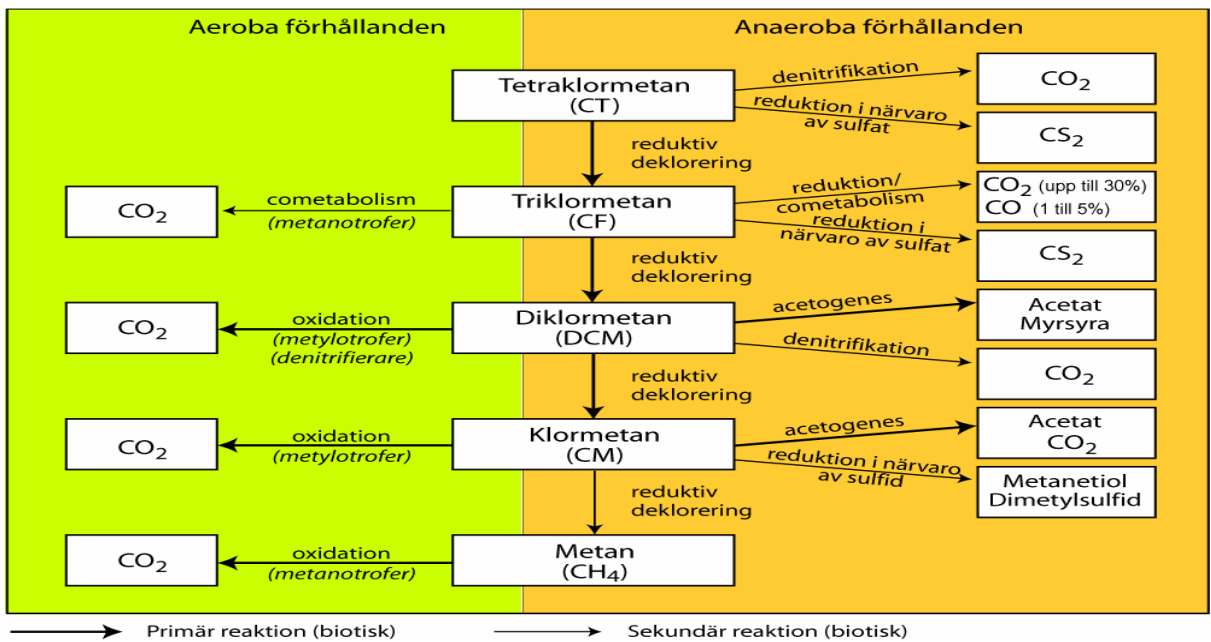 Aeroba förhållanden
Anaeroba förhållanden
Tetraklormetan
(CT)
denitrifikation
CO2
reduktion i närvaro
av sulfat
CS2
reduktiv
deklorering
CO2
cometabolism
(metanotrofer)
Triklormetan
(CF)
reduktion/
cometabolism
CO2 (upp till 30%)
CO (1 till 5%)
reduktion i
närvaro av sulfat
CS2
reduktiv
deklorering
CO2
oxidation
(metylotrofer)
(denitrifierare)
Diklormetan
(DCM)
acetogenes
Acetat
Myrsyra
denitrifikation
CO2
reduktiv
deklorering
CO2
oxidation
(metylotrofer)
Klormetan
(CM)
acetogenes
Acetat
CO2
reduktion i närvaro
av sulfid
Metanetiol
Dimetylsulfid
reduktiv
deklorering
CO2
oxidation
(metanotrofer)
Metan
(CH4)
Primär reaktion (biotisk)
Sekundär reaktion (biotisk)